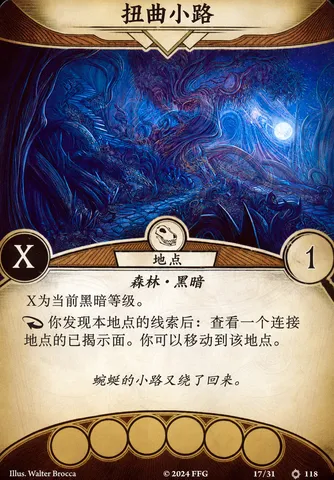 扭曲小路
X
地点
1
森林·黑暗
X为当前黑暗等级。
你发现本地点的线索后：查看一个连接
地点的已揭示面。你可以移动到该地点。
蜿蜒的小路又绕了回来。
Illus. Walter Brocca
© 2024 FFG
17/31
118